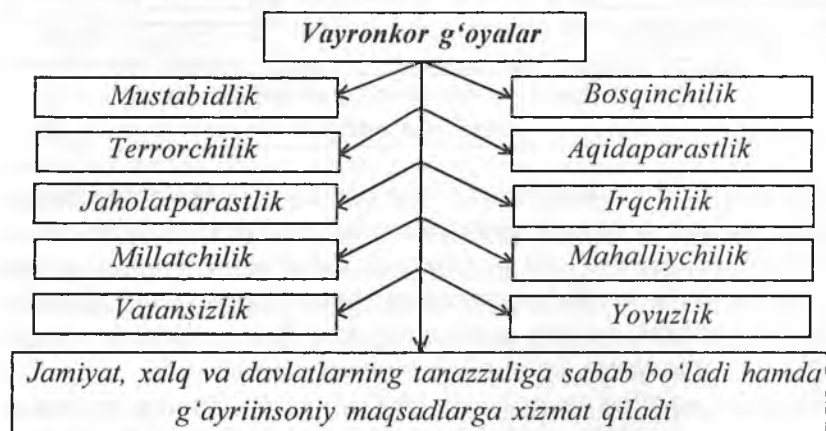 Vayronkor g‘oyalar
Mustabidlik
Bosqinchilik
Terrorchilik
Aqidaparastlik
Jaholatparastlik
Irqchilik
Millatchilik
Mahalliychilik
Vatansizlik
Yovuzlik
Jamiyat, xalq va davlatlarning tanazzuliga sabab bo‘ladi hamda
g‘ayriinsoniy maqsadlarga xizmat qiladi